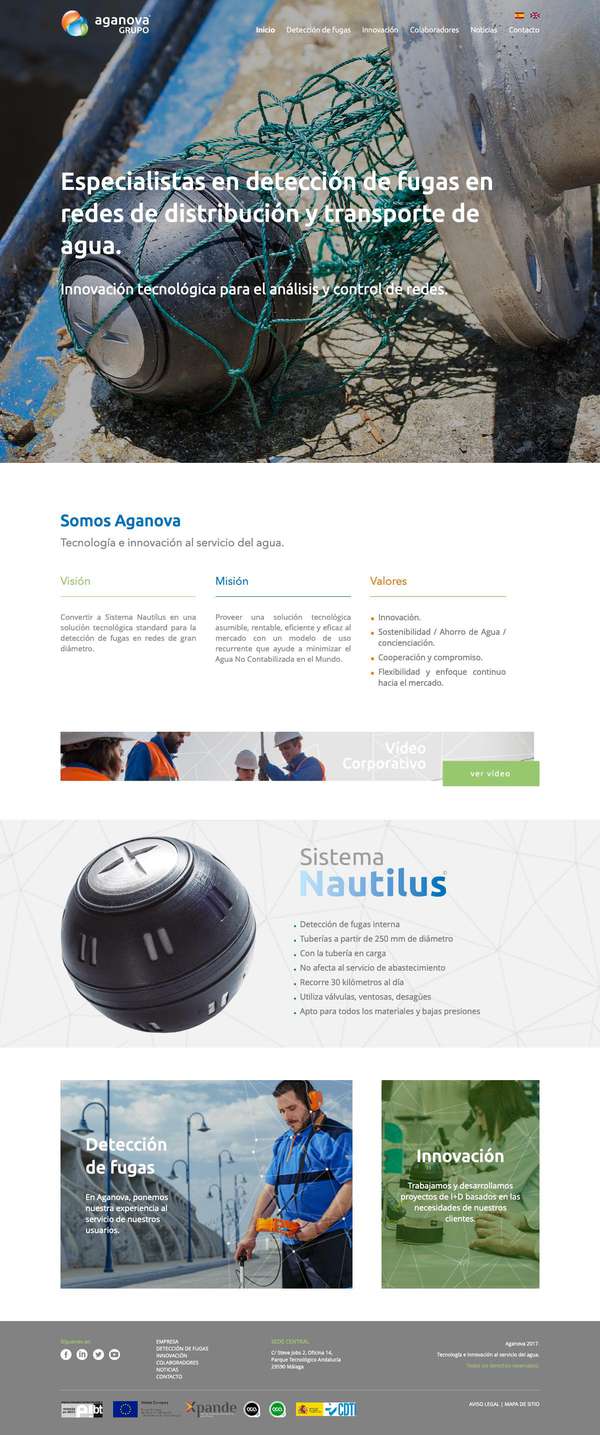 aganova
GRUPO
Inicio Detección de fugas Innovación Colaboradores Noticias Contacto
Especialistas en detección de fugas en
redes de distribución y transporte de
agua.
Innovación tecnológica para el análisis y control de redes.
Somos Aganova
Tecnología e innovación al servicio del agua.
Visión
Convertir a Sistema Nautilus en una
solución tecnológica standard para la
detección de fugas en redes de gran
diámetro.
Misión
Proveer una solución tecnológica
asumible, rentable, eficiente y eficaz al
mercado con un modelo de uso
recurrente que ayude a minimizar el
Agua No Contabilizada en el Mundo.
Valores
Innovación.
Sostenibilidad / Ahorro de Agua /
concienciación.
Cooperación y compromiso.
Flexibilidad y enfoque continuo
hacia el mercado.
Vídeo
Corporativo
ver vídeo
Sistema
Nautilus
Detección de fugas interna
Tuberías a partir de 250 mm de diámetro
Con la tubería en carga
No afecta al servicio de abastecimiento
Recorre 30 kilómetros al día
Utiliza válvulas, ventosas, desagües
Apto para todos los materiales y bajas presiones
Detección
de fugas
En Aganova, ponemos
nuestra experiencia al
servicio de nuestros
usuarios.
Innovación
Trabajamos y desarrollamos
proyectos de I+D basados en las
necesidades de nuestros
clientes.
Síguenos en
EMPRESA
DETECCIÓN DE FUGAS
INNOVACIÓN
COLABORADORES
NOTICIAS
CONTACTO
SEDE CENTRAL
C/ Steve Jobs 2, Oficina 14,
Parque Tecnológico Andalucía
29590 Málaga
Aganova 2017.
Tecnología e innovación al servicio del agua.
Todos los derechos reservados.
Xpande
CDTI
AVISO LEGAL | MAPA DE SITIO